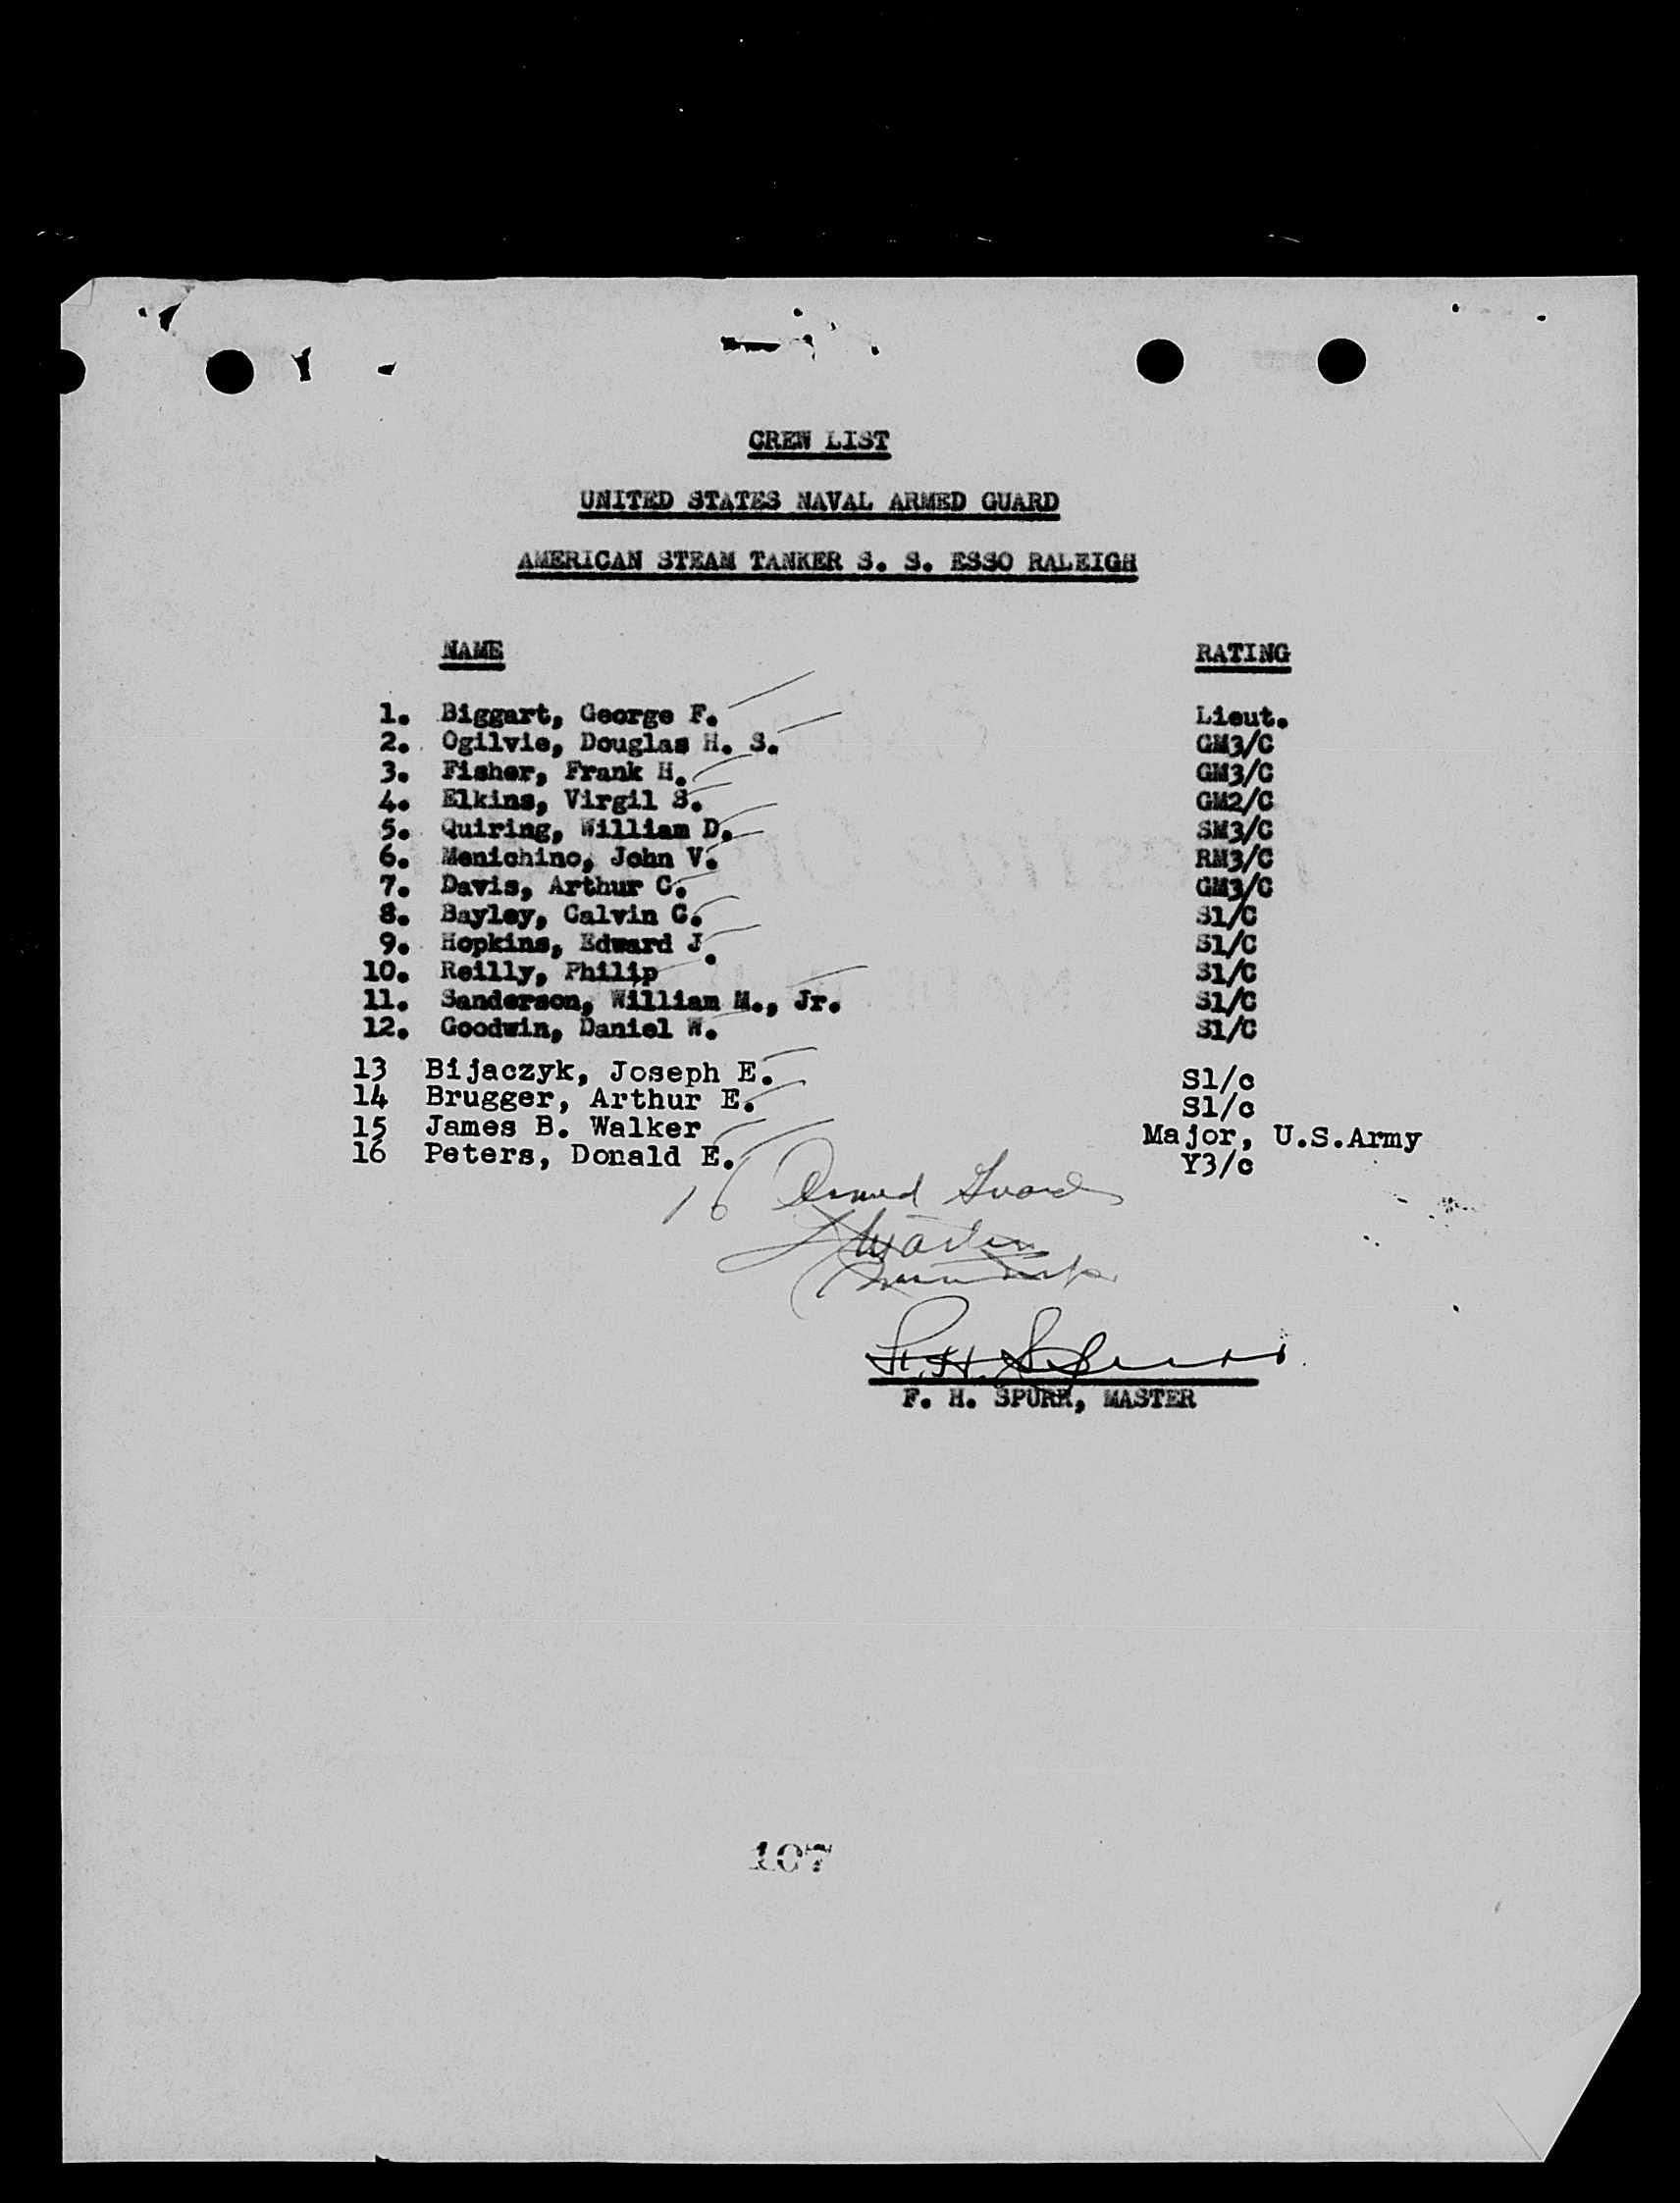 CREW LIST
UNITED STATES NAVAL ARMED GUARD
AMERICAN STEAM TANKER S. S. ESSO RALEIGH
NAME RATING
1. Biggart, George F. Lieut.
2. Ogilvie, Douglas H. S. GM3/C
3. Fisher, Frank H. GM3/C
4. Elkins, Virgil S. GM2/C
5. Quiring, William D. SM3/C
6. Menichino, John V. RM3/C
7. Davis, Arthur C. GM3/C
8. Bayley, Calvin C. S1/C
9. Hopkins, Edward J. S1/C
10. Reilly, Philip S1/C
11. Sanderson, William M., Jr. S1/C
12. Goodwin, Daniel W. S1/C
13 Bijaczyk, Joseph E. S1/c
14 Brugger, Arthur E. S1/c
15 James B. Walker Major, U.S.Army
16 Peters, Donald E. Y3/c
16 Armed Guards
F. H. Spurr
F. H. SPURR, MASTER
107